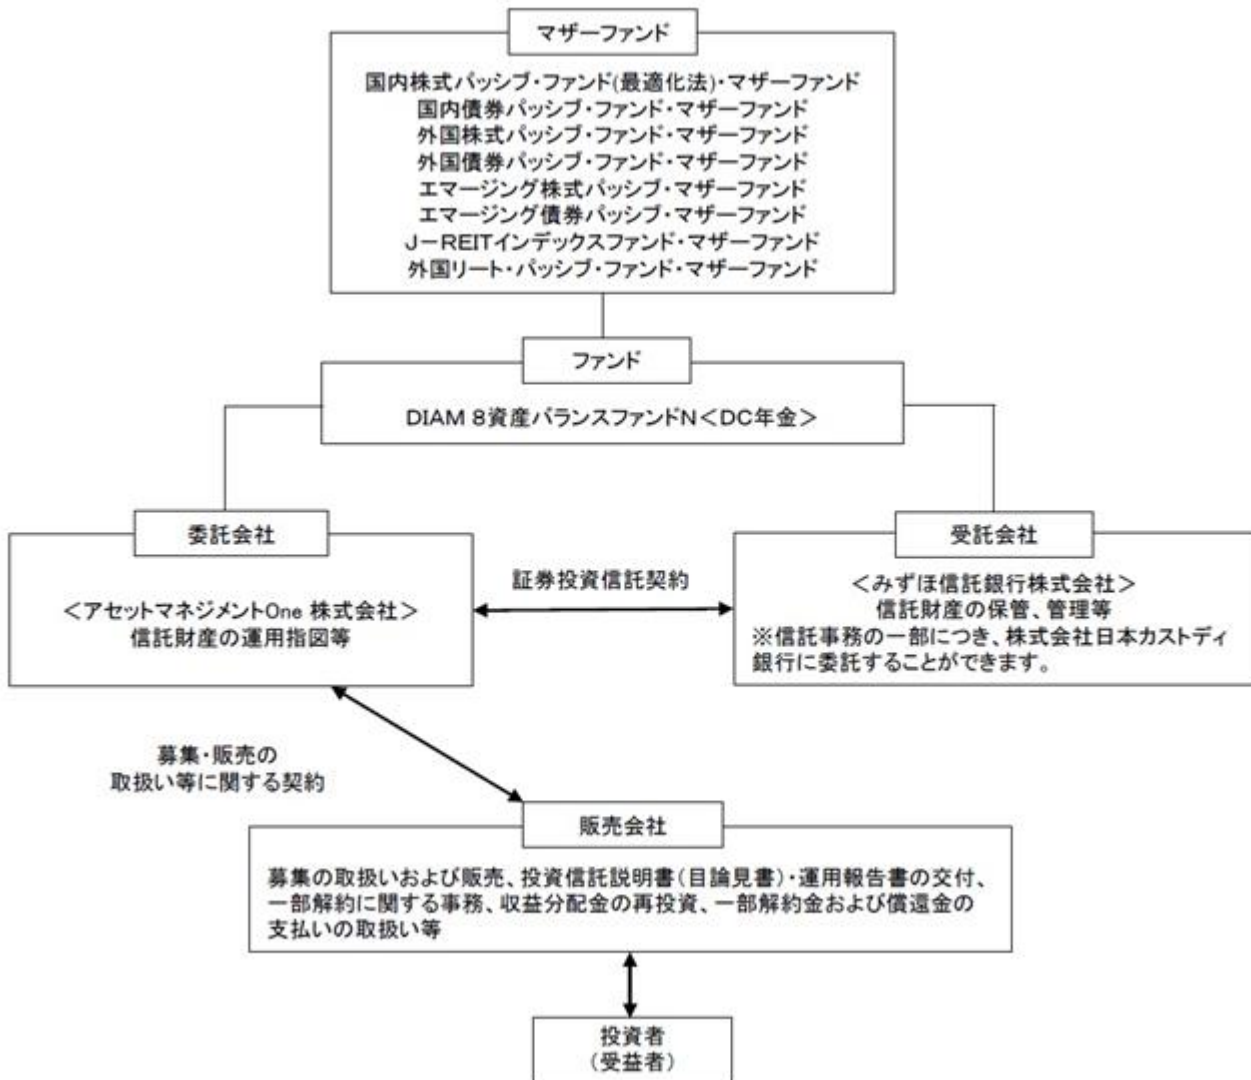 マザーファンド
国内株式パッシブ・ファンド(最適化法)・マザーファンド
国内債券パッシブ・ファンド・マザーファンド
外国株式パッシブ・ファンド・マザーファンド
外国債券パッシブ・ファンド・マザーファンド
エマージング株式パッシブ・マザーファンド
エマージング債券パッシブ・マザーファンド
J－REITインデックスファンド・マザーファンド
外国リート・パッシブ・ファンド・マザーファンド
ファンド
DIAM 8資産バランスファンドN＜DC年金＞
委託会社
＜アセットマネジメントOne 株式会社＞
信託財産の運用指図等
証券投資信託契約
受託会社
＜みずほ信託銀行株式会社＞
信託財産の保管、管理等
※信託事務の一部につき、株式会社日本カストディ
銀行に委託することができます。
募集・販売の
取扱い等に関する契約
販売会社
募集の取扱いおよび販売、投資信託説明書(目論見書)・運用報告書の交付、
一部解約に関する事務、収益分配金の再投資、一部解約金および償還金の
支払いの取扱い等
投資者
(受益者)